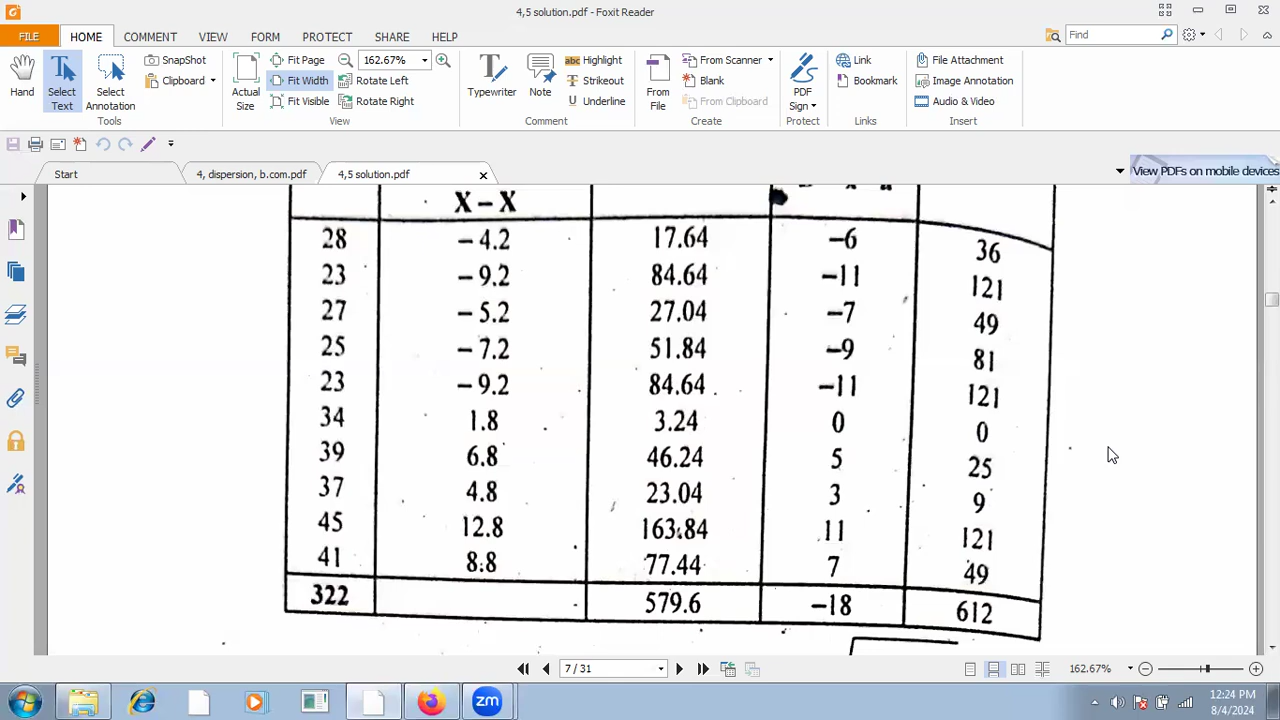 4,5 solution.pdf - Foxit Reader
FILE HOME COMMENT VIEW FORM PROTECT SHARE HELP
Find
Hand
Select
Text
Select
Annotation
SnapShot
Clipboard
Tools
Actual
Size
Fit Page
Fit Width
Fit Visible
162.67%
Rotate Left
Rotate Right
View
Typewriter
Note
Highlight
Strikeout
Underline
Comment
From
File
From Scanner
Blank
From Clipboard
Create
PDF
Sign
Protect
Link
Bookmark
Links
File Attachment
Image Annotation
Audio & Video
Insert
Start 4, dispersion, b.com.pdf 4,5 solution.pdf
View PDFs on mobile devices
X – X
28 – 4.2 17.64 –6 36
23 – 9.2 84.64 –11 121
27 – 5.2 27.04 –7 49
25 – 7.2 51.84 –9 81
23 – 9.2 84.64 –11 121
34 1.8 3.24 0 0
39 6.8 46.24 5 25
37 4.8 23.04 3 9
45 12.8 163.84 11 121
41 8.8 77.44 7 49
322 579.6 –18 612
7 / 31
162.67%
zm
12:24 PM
8/4/2024